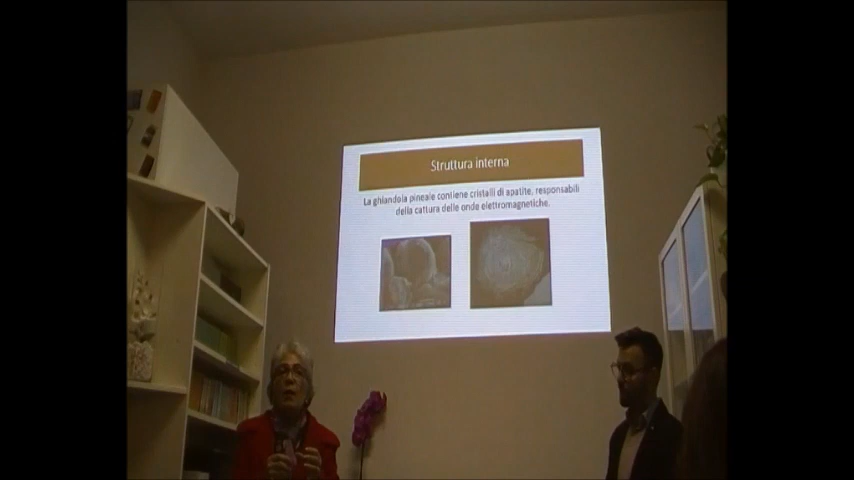 Struttura interna
La ghiandola pineale contiene cristalli di apatite, responsabili
della cattura delle onde elettromagnetiche.